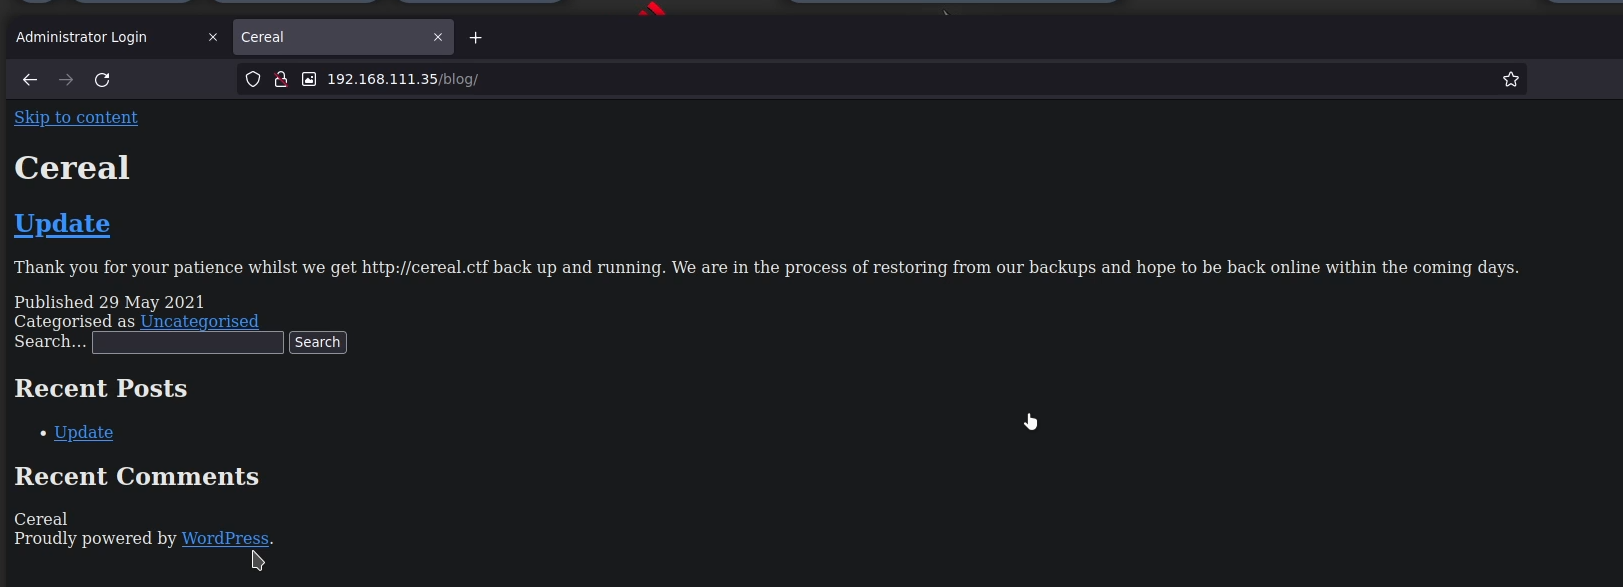 Administrator Login
Cereal
192.168.111.35/blog/
Skip to content
Cereal
Update
Thank you for your patience whilst we get http://cereal.ctf back up and running. We are in the process of restoring from our backups and hope to be back online within the coming days.
Published 29 May 2021
Categorised as Uncategorised
Search… Search
Recent Posts
Update
Recent Comments
Cereal
Proudly powered by WordPress.